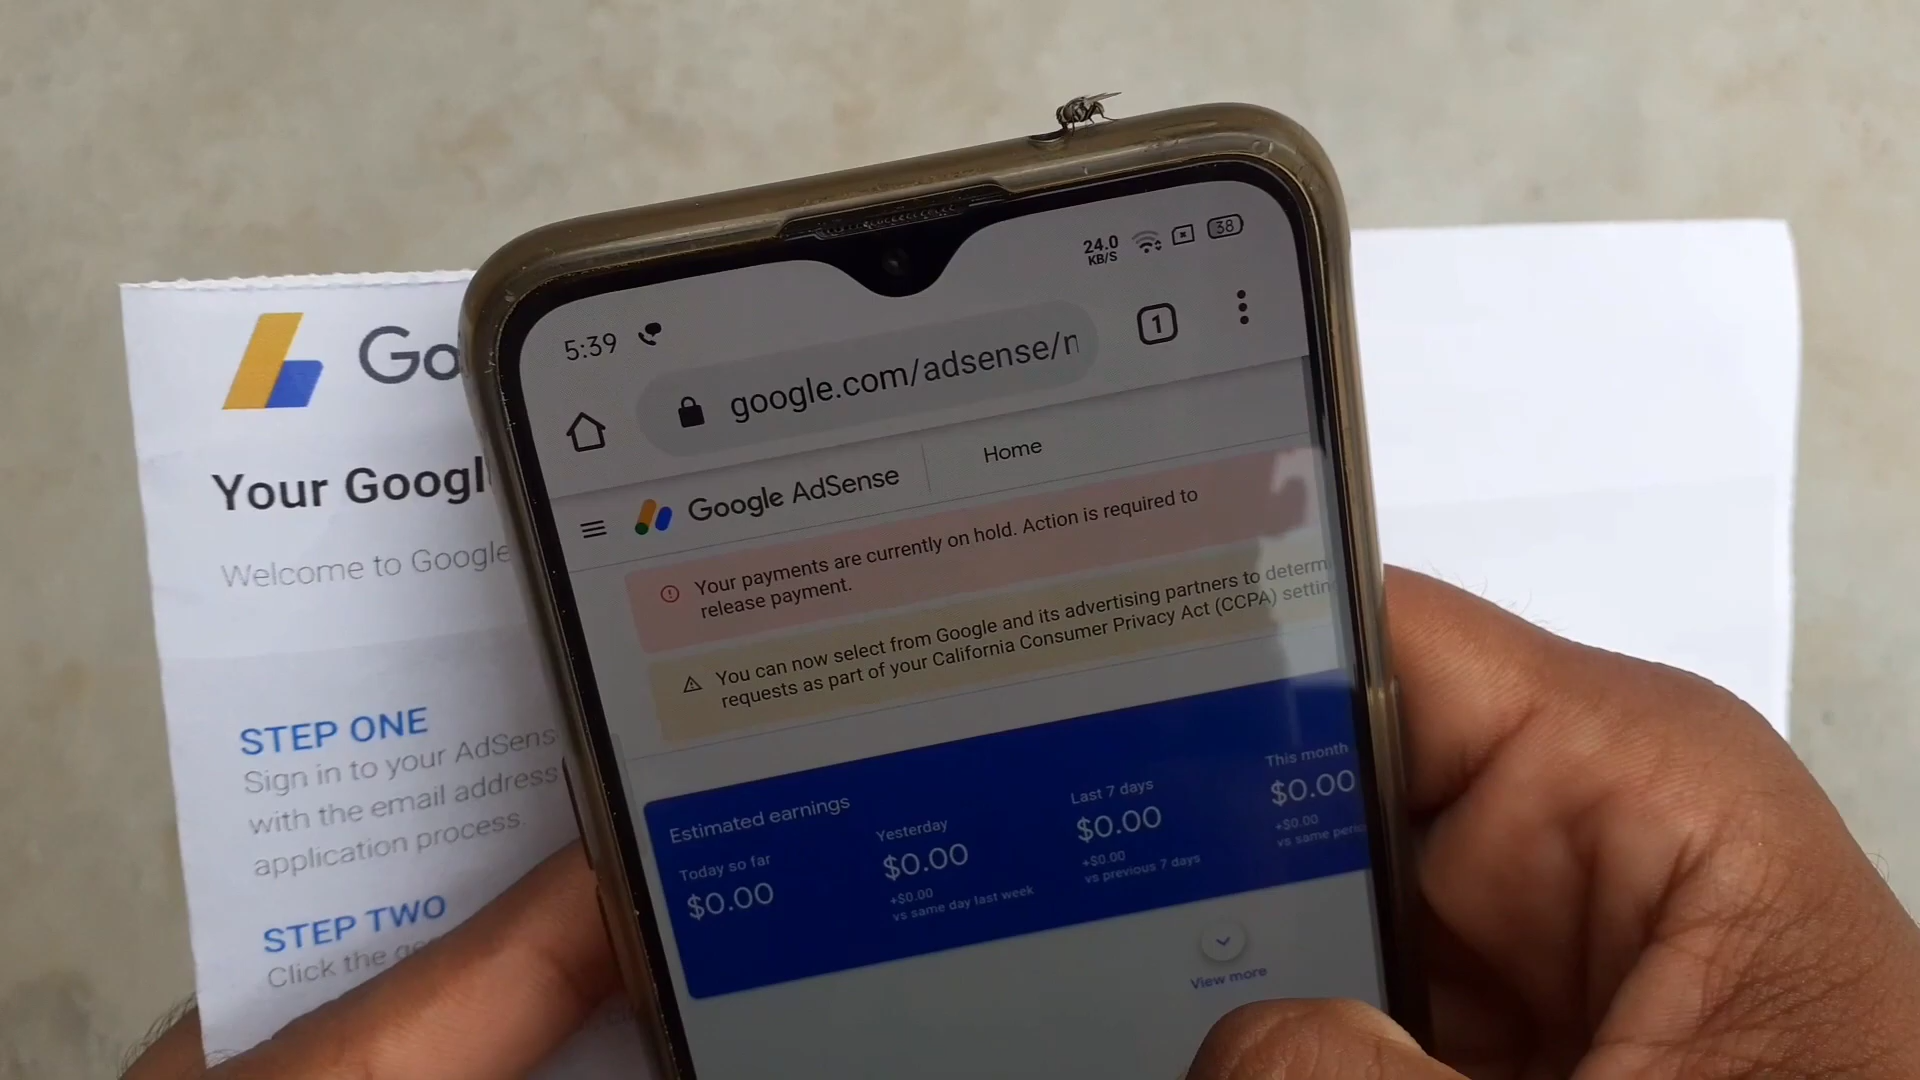 Go
Your Googl
Welcome to Google
STEP ONE
Sign in to your AdSens
with the email address
application process.
STEP TWO
Click the
5:39
24.0
KB/S
38
google.com/adsense/n
1
Google AdSense
Home
Your payments are currently on hold. Action is required to
release payment.
You can now select from Google and its advertising partners to determ
requests as part of your California Consumer Privacy Act (CCPA) settin
Estimated earnings
Today so far
$0.00
Yesterday
$0.00
+$0.00
vs same day last week
Last 7 days
$0.00
+$0.00
vs previous 7 days
This month
$0.00
+$0.00
vs same perio
View more